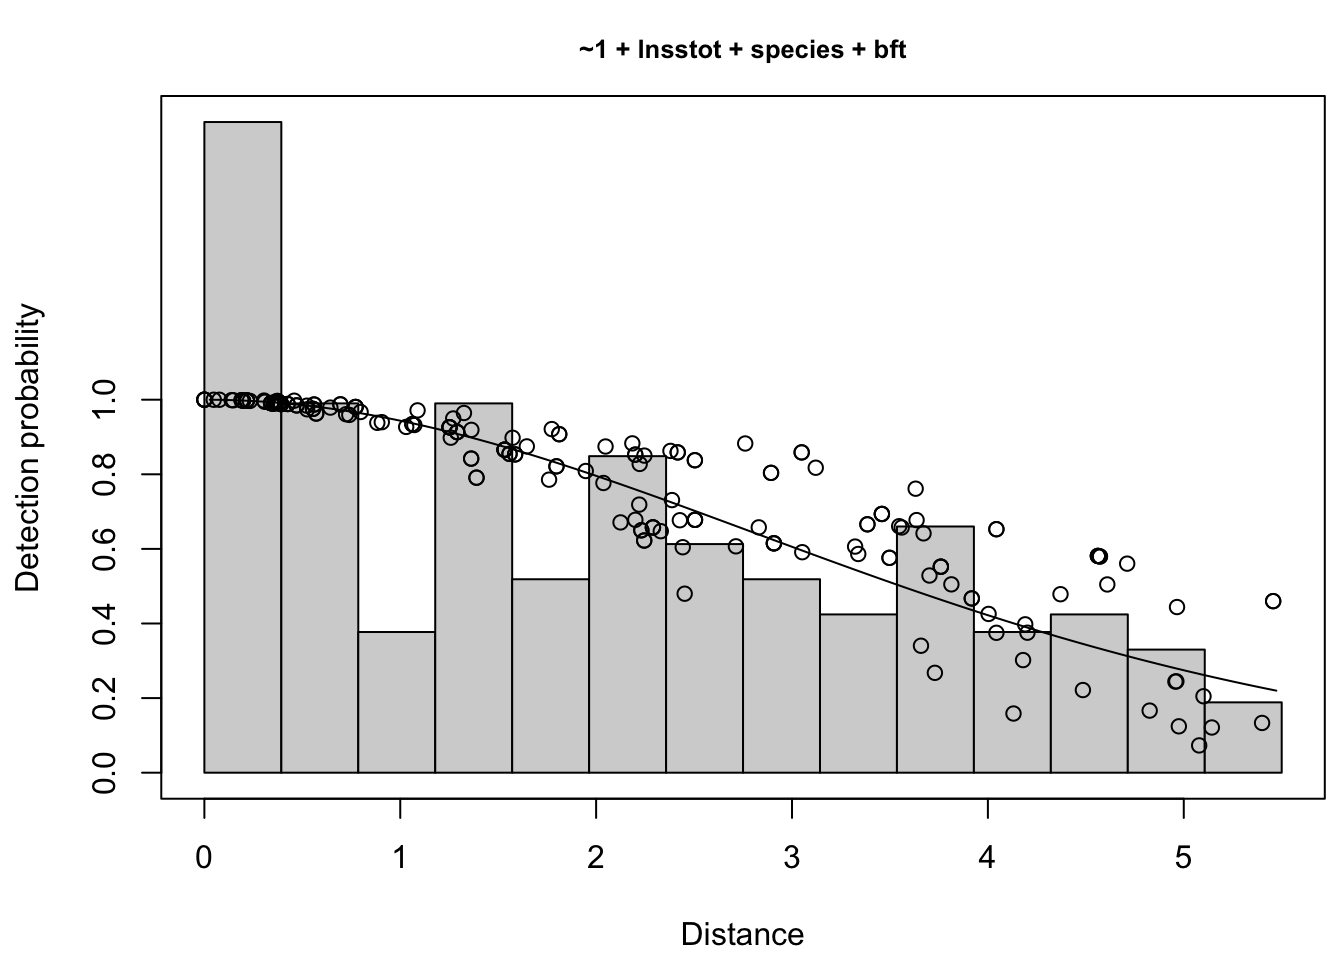 ~1 + lnsstot + species + bft
Detection probability
1.0
0.8
0.6
0.4
0.2
0.0
0 1 2 3 4 5
Distance